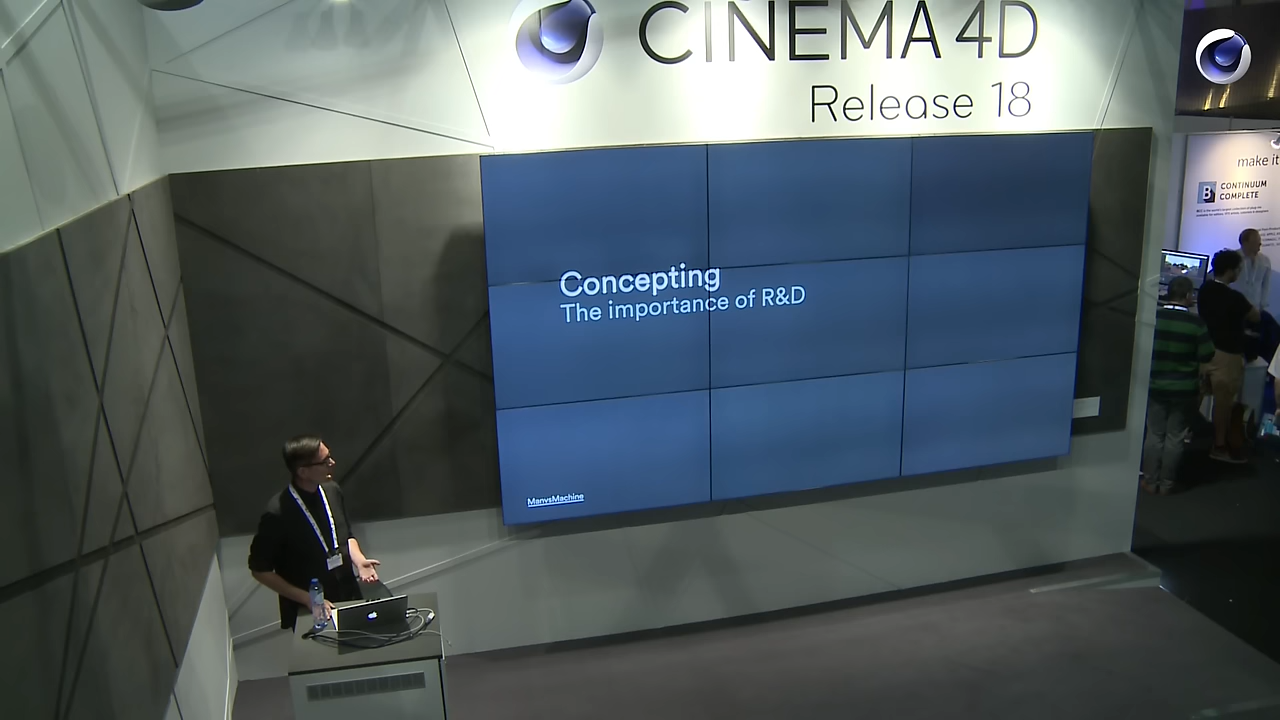 CINEMA 4D
Release 18
Concepting
The importance of R&D
ManvsMachine
make it
B
CONTINUUM
COMPLETE